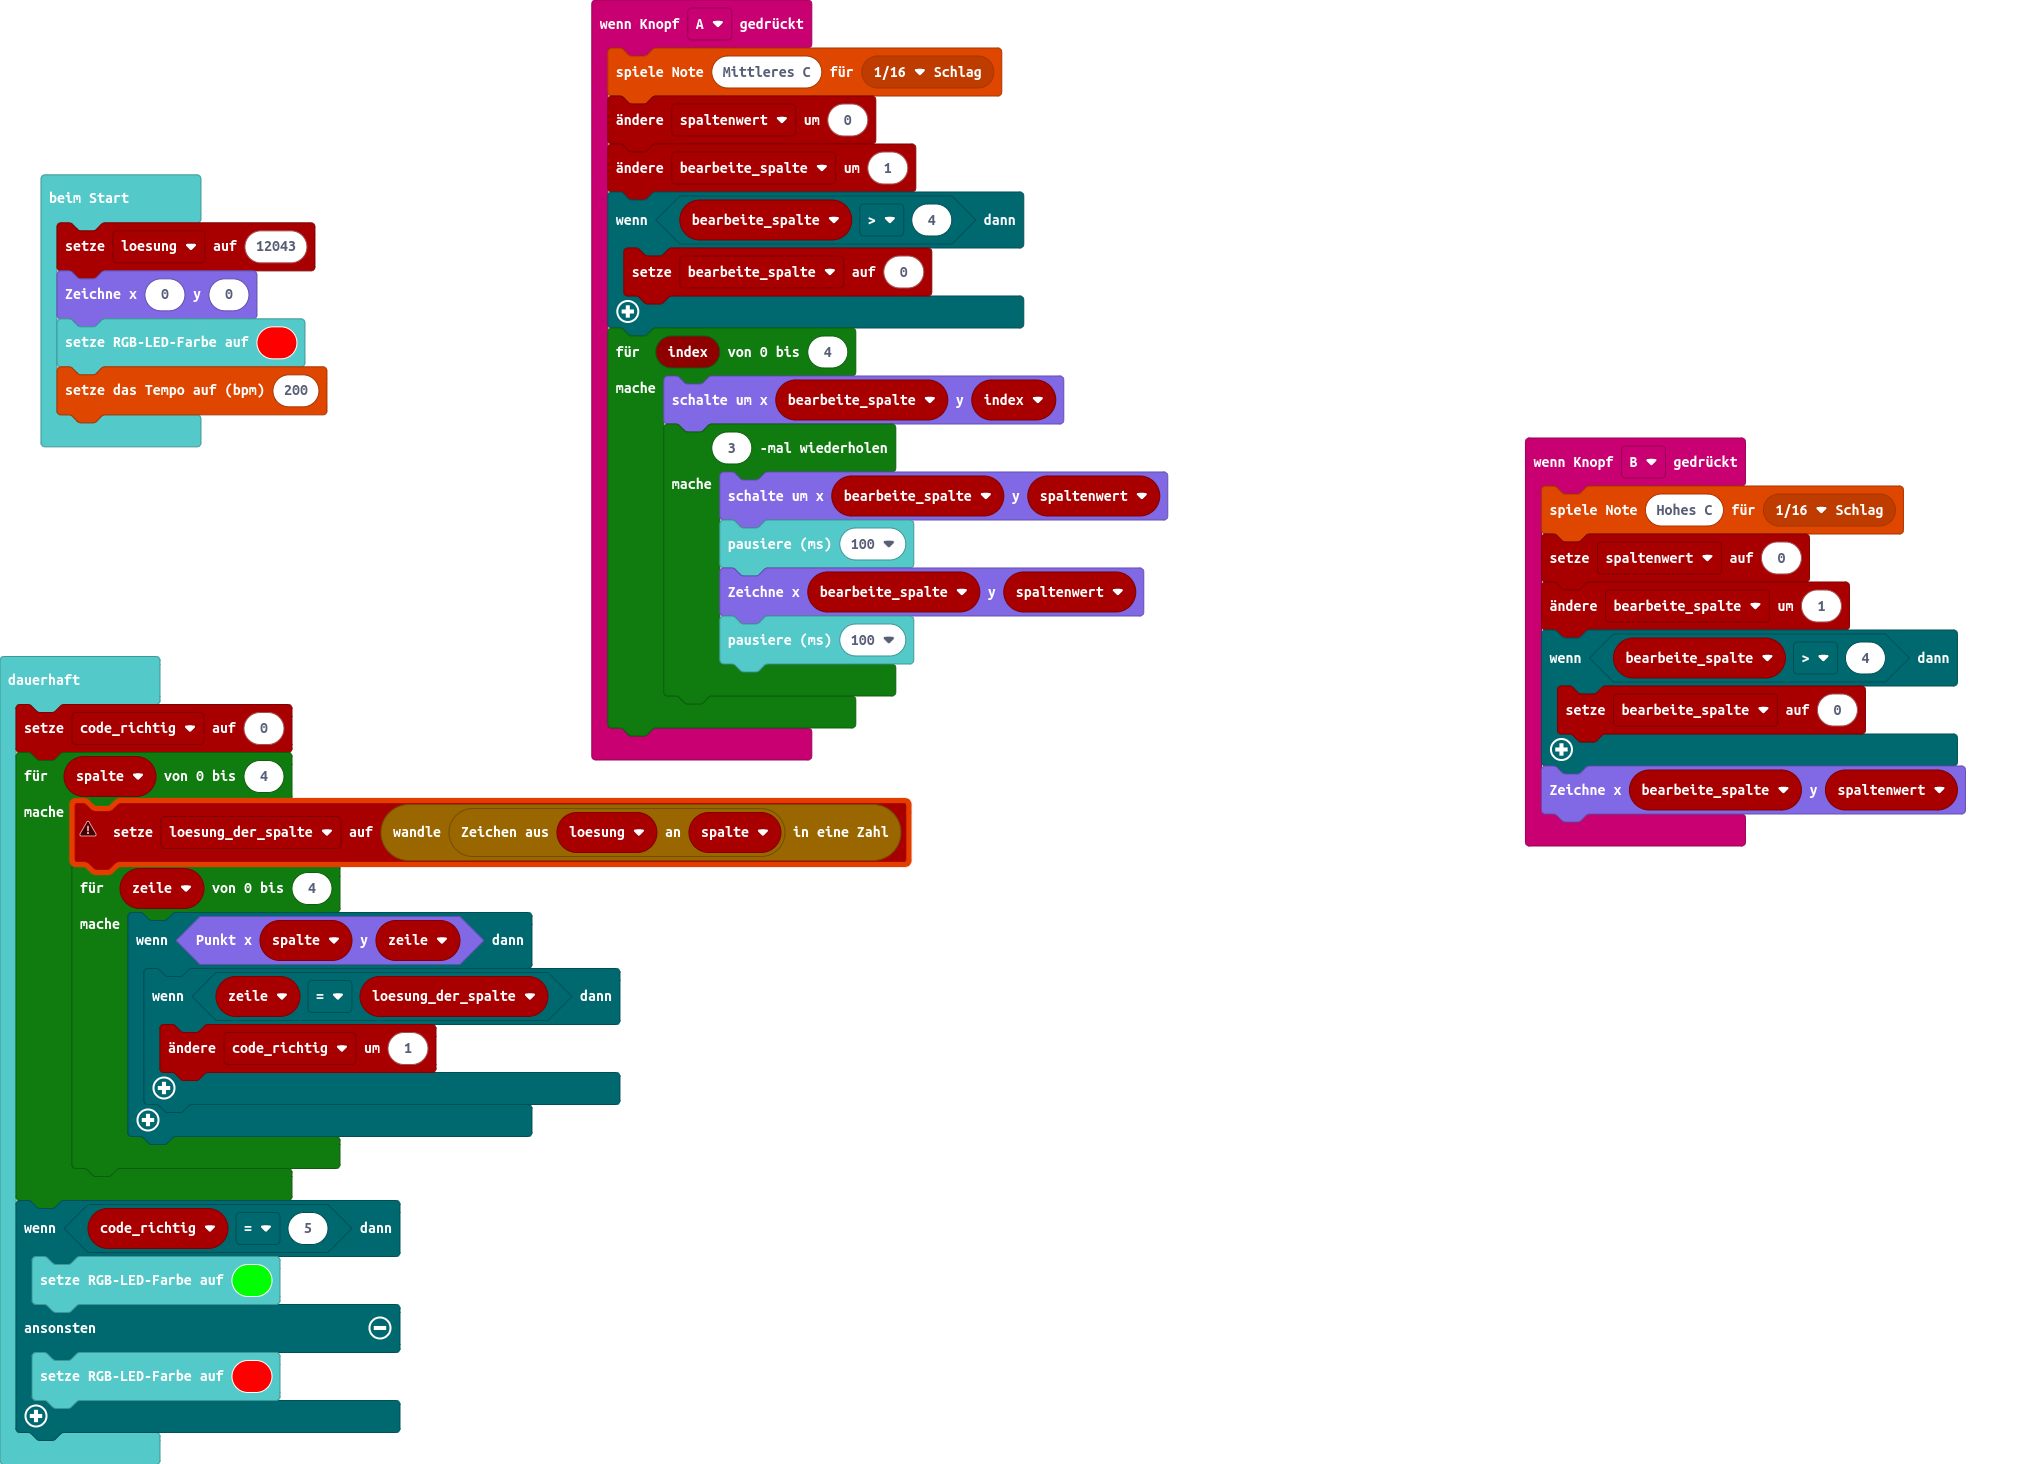 beim Start
setze loesung auf 12043
Zeichne x 0 y 0
setze RGB-LED-Farbe auf
setze das Tempo auf (bpm) 200
wenn Knopf A gedrückt
spiele Note Mittleres C für 1/16 Schlag
ändere spaltenwert um 0
ändere bearbeite_spalte um 1
wenn bearbeite_spalte > 4 dann
setze bearbeite_spalte auf 0
für index von 0 bis 4
mache
schalte um x bearbeite_spalte y index
3 -mal wiederholen
mache
schalte um x bearbeite_spalte y spaltenwert
pausiere (ms) 100
Zeichne x bearbeite_spalte y spaltenwert
pausiere (ms) 100
wenn Knopf B gedrückt
spiele Note Hohes C für 1/16 Schlag
setze spaltenwert auf 0
ändere bearbeite_spalte um 1
wenn bearbeite_spalte > 4 dann
setze bearbeite_spalte auf 0
Zeichne x bearbeite_spalte y spaltenwert
dauerhaft
setze code_richtig auf 0
für spalte von 0 bis 4
mache
setze loesung_der_spalte auf wandle Zeichen aus loesung an spalte in eine Zahl
für zeile von 0 bis 4
mache
wenn Punkt x spalte y zeile dann
wenn zeile = loesung_der_spalte dann
ändere code_richtig um 1
wenn code_richtig = 5 dann
setze RGB-LED-Farbe auf
ansonsten
setze RGB-LED-Farbe auf